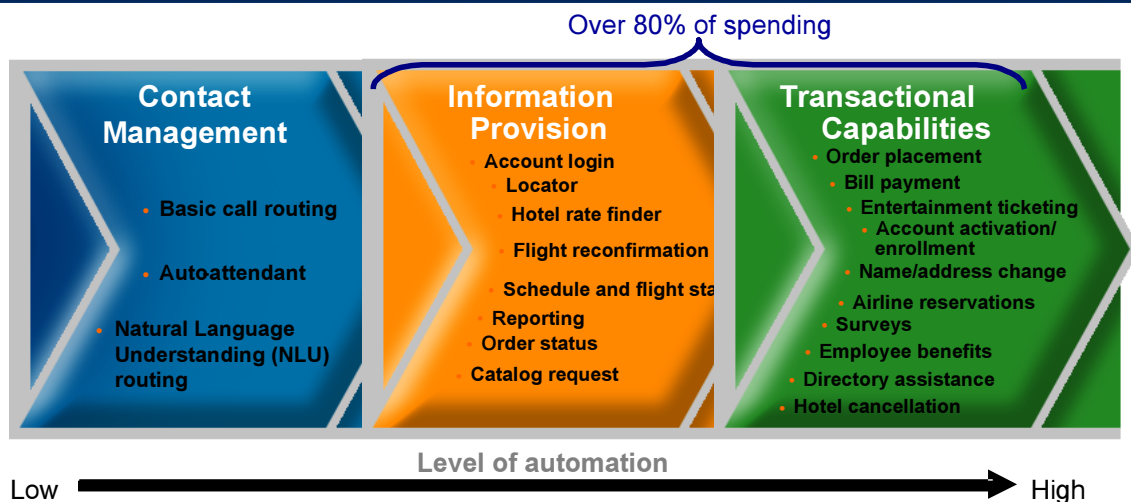 Over 80% of spending
Contact
Management
• Basic call routing
• Autoattendant
• Natural Language
Understanding (NLU)
routing
Information
Provision
• Account login
• Locator
• Hotel rate finder
• Flight reconfirmation
• Schedule and flight sta
• Reporting
• Order status
• Catalog request
Transactional
Capabilities
• Order placement
• Bill payment
• Entertainment ticketing
• Account activation/
enrollment
• Name/address change
• Airline reservations
• Surveys
• Employee benefits
• Directory assistance
• Hotel cancellation
Level of automation
Low
High